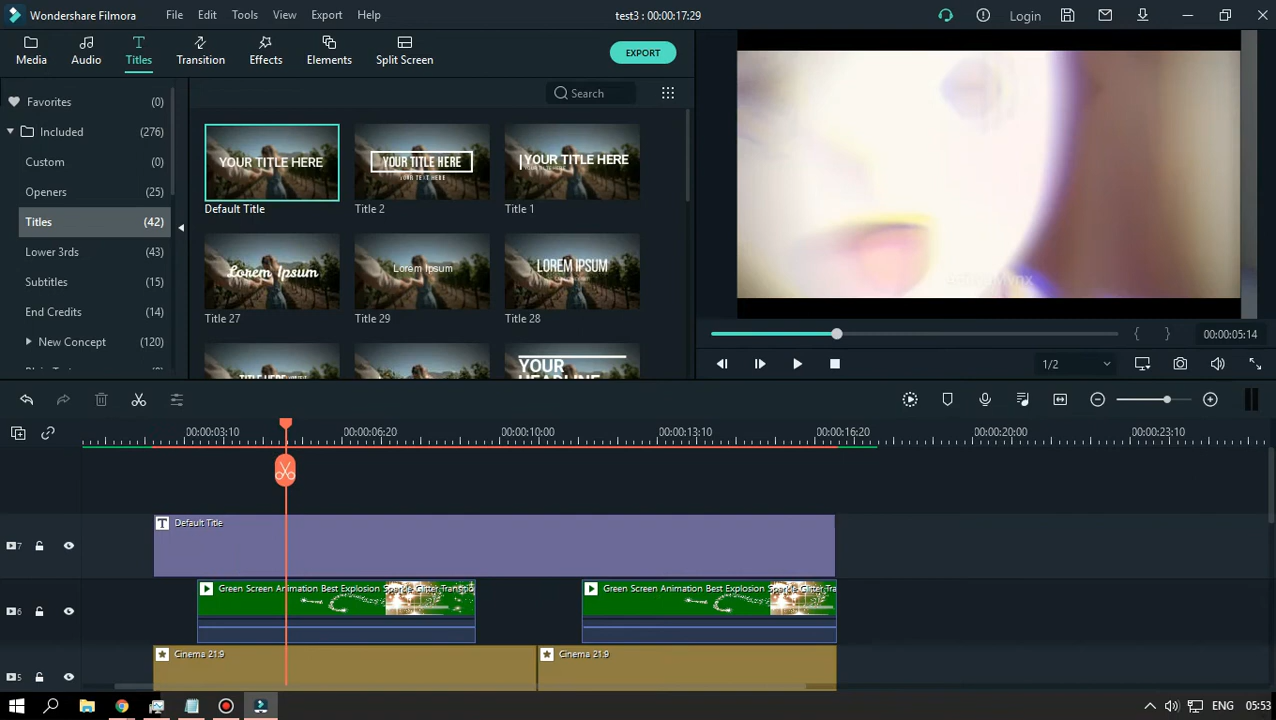 Wondershare Filmora
File
Edit
Tools
View
Export
Help
test3 : 00:00:17:29
Login
Media
Audio
Titles
Transition
Effects
Elements
Split Screen
EXPORT
Favorites (0)
Included (276)
Custom (0)
Openers (25)
Titles (42)
Lower 3rds (43)
Subtitles (15)
End Credits (14)
New Concept (120)
Search
YOUR TITLE HERE
Default Title
YOUR TITLE HERE
Title 2
YOUR TITLE HERE
Title 1
Lorem Ipsum
Title 27
Lorem Ipsum
Title 29
LOREM IPSUM
Title 28
YOUR
00:00:05:14
1/2
00:00:03:10
00:00:06:20
00:00:10:00
00:00:13:10
00:00:16:20
00:00:20:00
00:00:23:10
7
T Default Title
6
Green Screen Animation Best Explosion Sparkle Glitter Transitio
Green Screen Animation Best Explosion Sparkle Glitter Tra
5
Cinema 21:9
Cinema 21:9
ENG
05:53